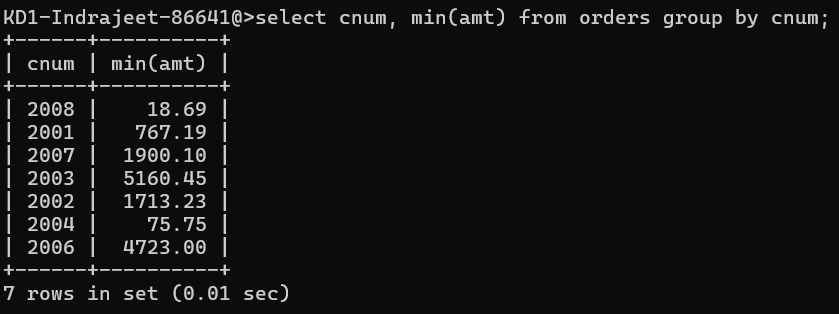 KD1-Indrajeet-86641@>select cnum, min(amt) from orders group by cnum;
+------+----------+
| cnum | min(amt) |
+------+----------+
| 2008 |    18.69 |
| 2001 |   767.19 |
| 2007 |  1900.10 |
| 2003 |  5160.45 |
| 2002 |  1713.23 |
| 2004 |    75.75 |
| 2006 |  4723.00 |
+------+----------+
7 rows in set (0.01 sec)